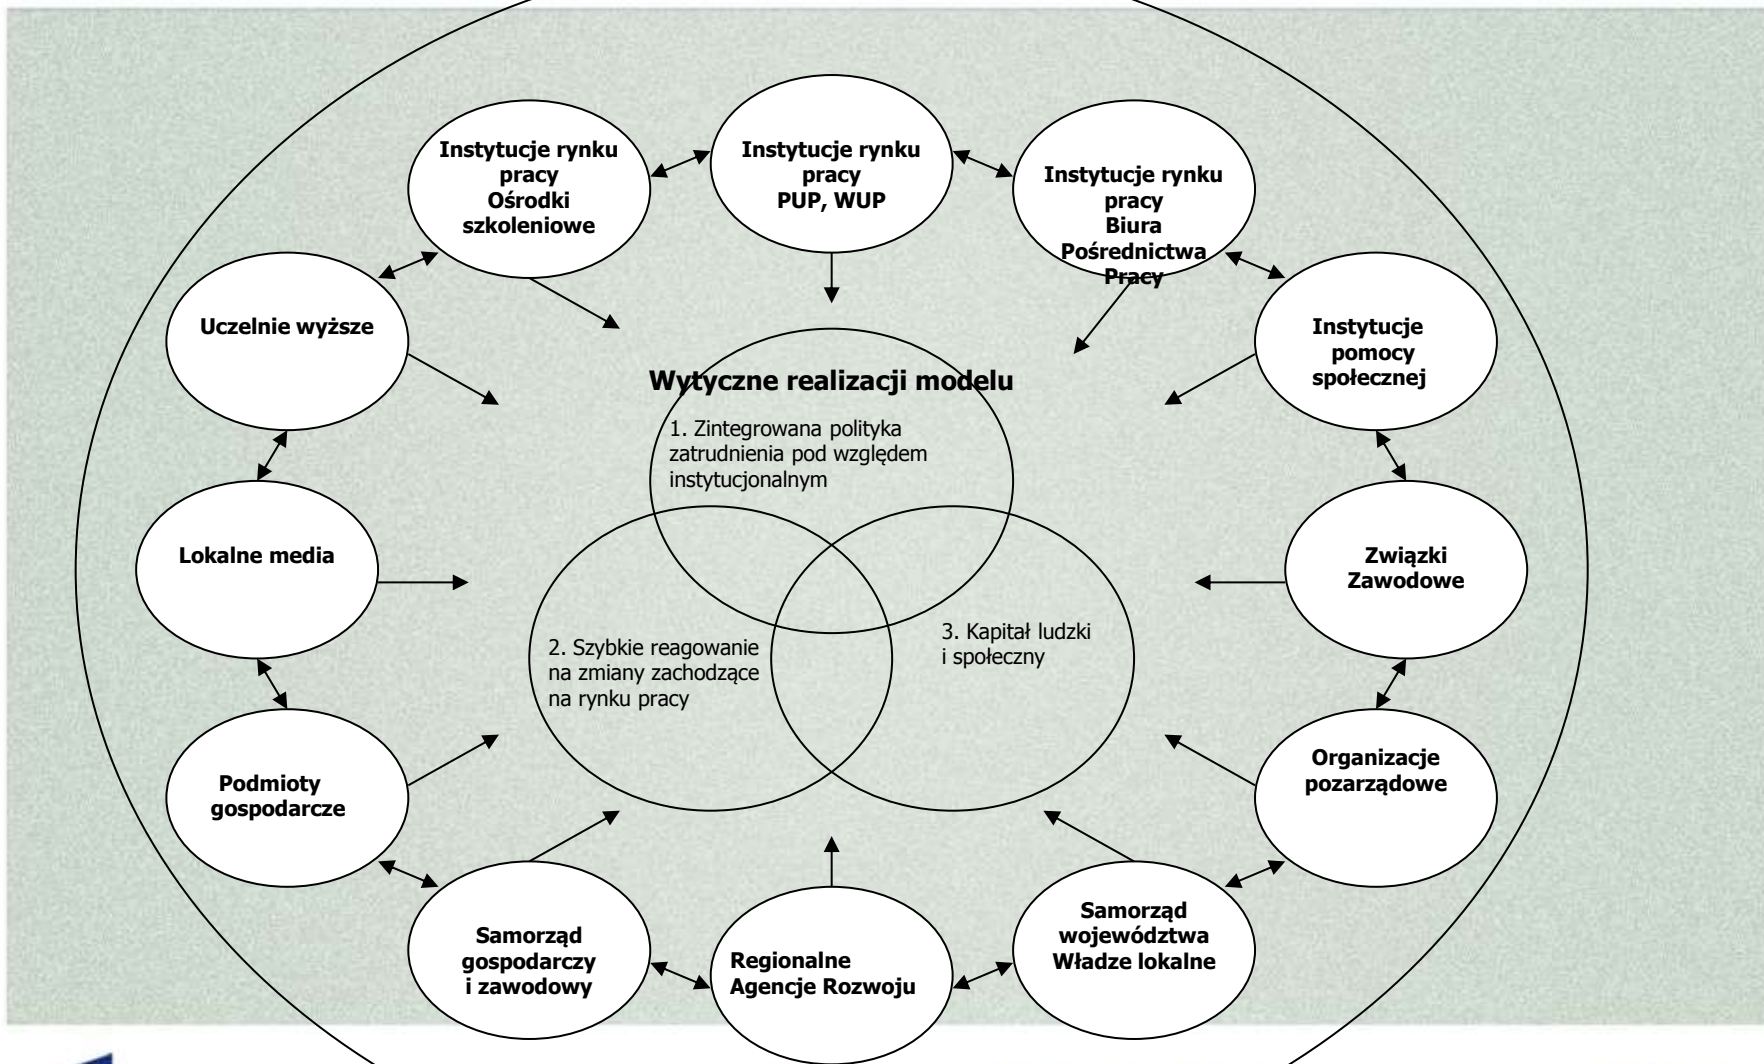 Instytucje rynku
pracy
Ośrodki
szkoleniowe
Instytucje rynku
pracy
PUP, WUP
Instytucje rynku
pracy
Biura
Pośrednictwa
Pracy
Uczelnie wyższe
Instytucje
pomocy
społecznej
Wytyczne realizacji modelu
1. Zintegrowana polityka
zatrudnienia pod względem
instytucjonalnym
Lokalne media
Związki
Zawodowe
2. Szybkie reagowanie
na zmiany zachodzące
na rynku pracy
3. Kapitał ludzki
i społeczny
Podmioty
gospodarcze
Organizacje
pozarządowe
Samorząd
gospodarczy
i zawodowy
Regionalne
Agencje Rozwoju
Samorząd
województwa
Władze lokalne